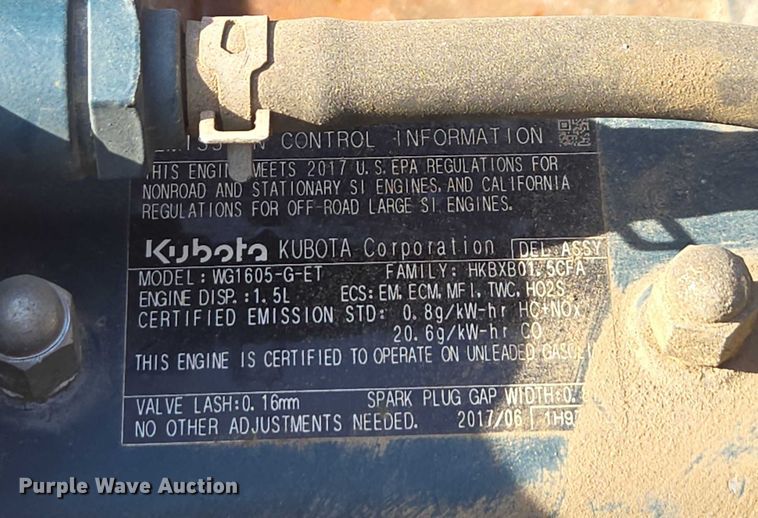 CONTROL INFORMATION
THIS ENGINE MEETS 2017 U.S. EPA REGULATIONS FOR
NONROAD AND STATIONARY SI ENGINES, AND CALIFORNIA
REGULATIONS FOR OFF-ROAD LARGE SI ENGINES.
Kubota KUBOTA Corporation DEL. ASSY
MODEL: WG1605-G-ET FAMILY: HKBXB01.5CFA
ENGINE DISP.: 1.5L ECS: EM, ECM, MFI, TWC, HO2S
CERTIFIED EMISSION STD: 0.8g/kW-hr HC+NOx
20.6g/kW-hr CO
THIS ENGINE IS CERTIFIED TO OPERATE ON UNLEADED
VALVE LASH: 0.16mm SPARK PLUG GAP WIDTH:0.
NO OTHER ADJUSTMENTS NEEDED. 2017/06
Purple Wave Auction